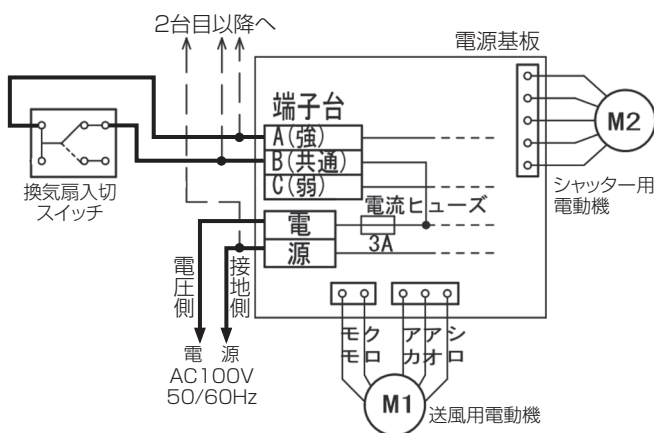 2台目以降へ
電源基板
端子台
A(強)
B(共通)
C(弱)
M2
シャッター用
電動機
換気扇入切
スイッチ
電流ヒューズ
3A
電
源
電圧側
接地側
電 源
AC100V
50/60Hz
モモ
クロ
アカ
アオ
シロ
M1
送風用電動機